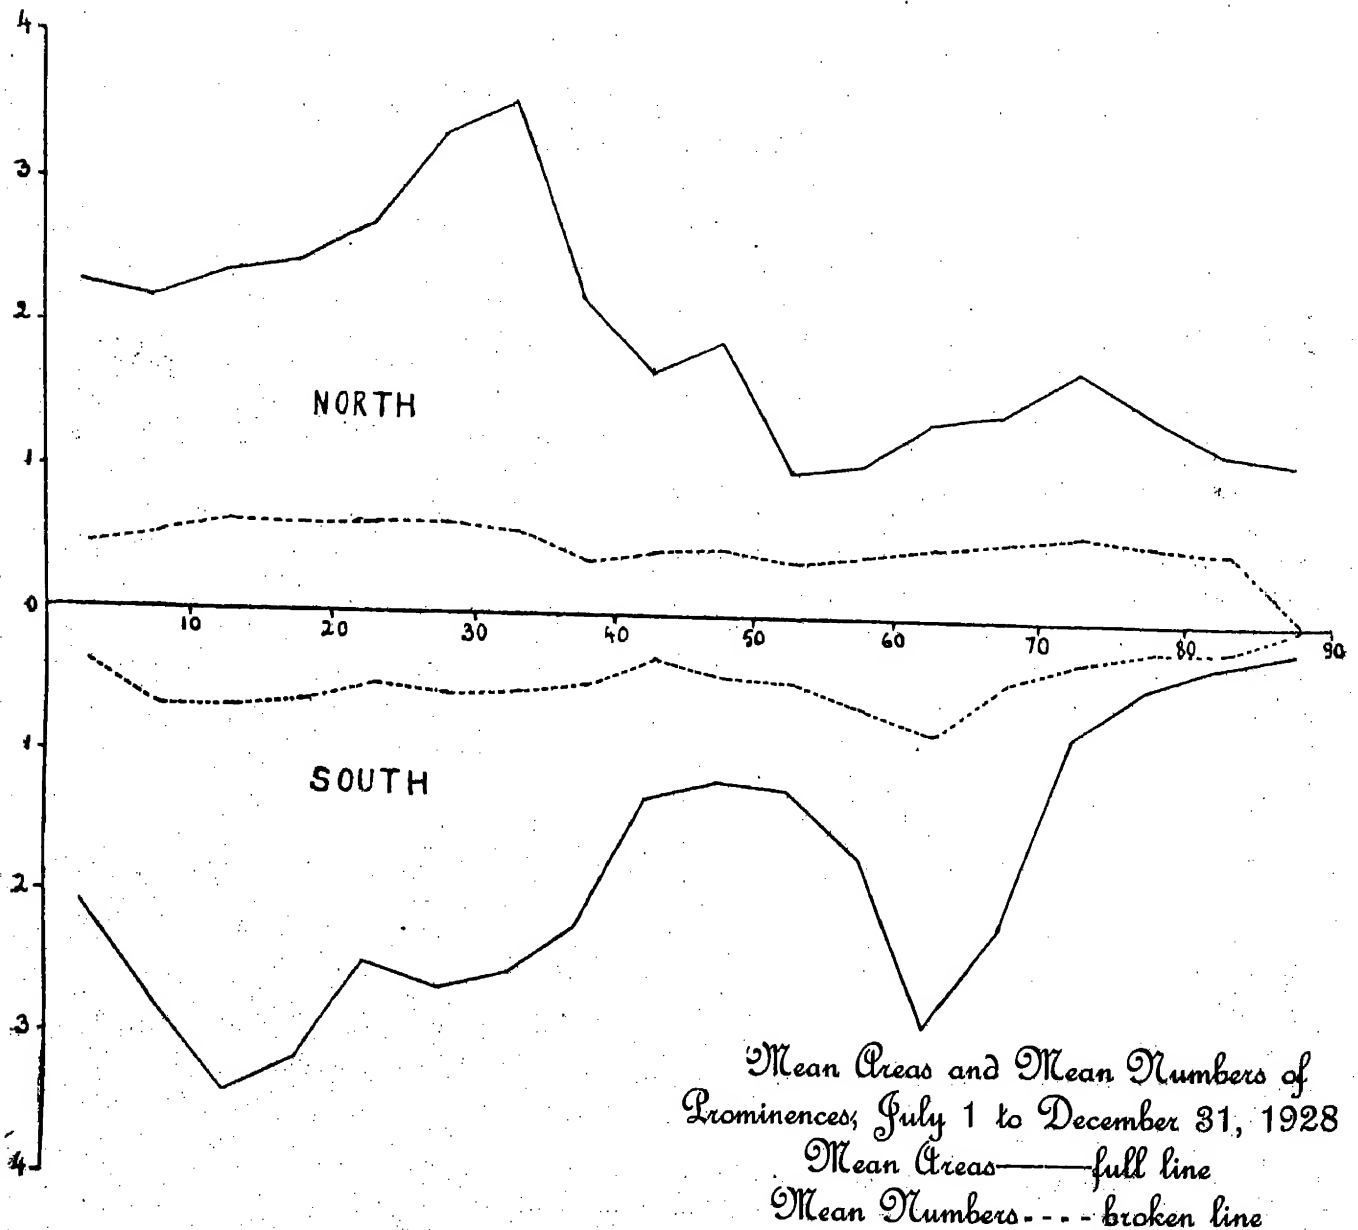 4
3
2
NORTH
1
0
10 20 30 40 50 60 70 80 90
1
SOUTH
2
3
Mean Areas and Mean Numbers of
Prominences, July 1 to December 31, 1928
4
Mean Areas——full line
Mean Numbers---- broken line